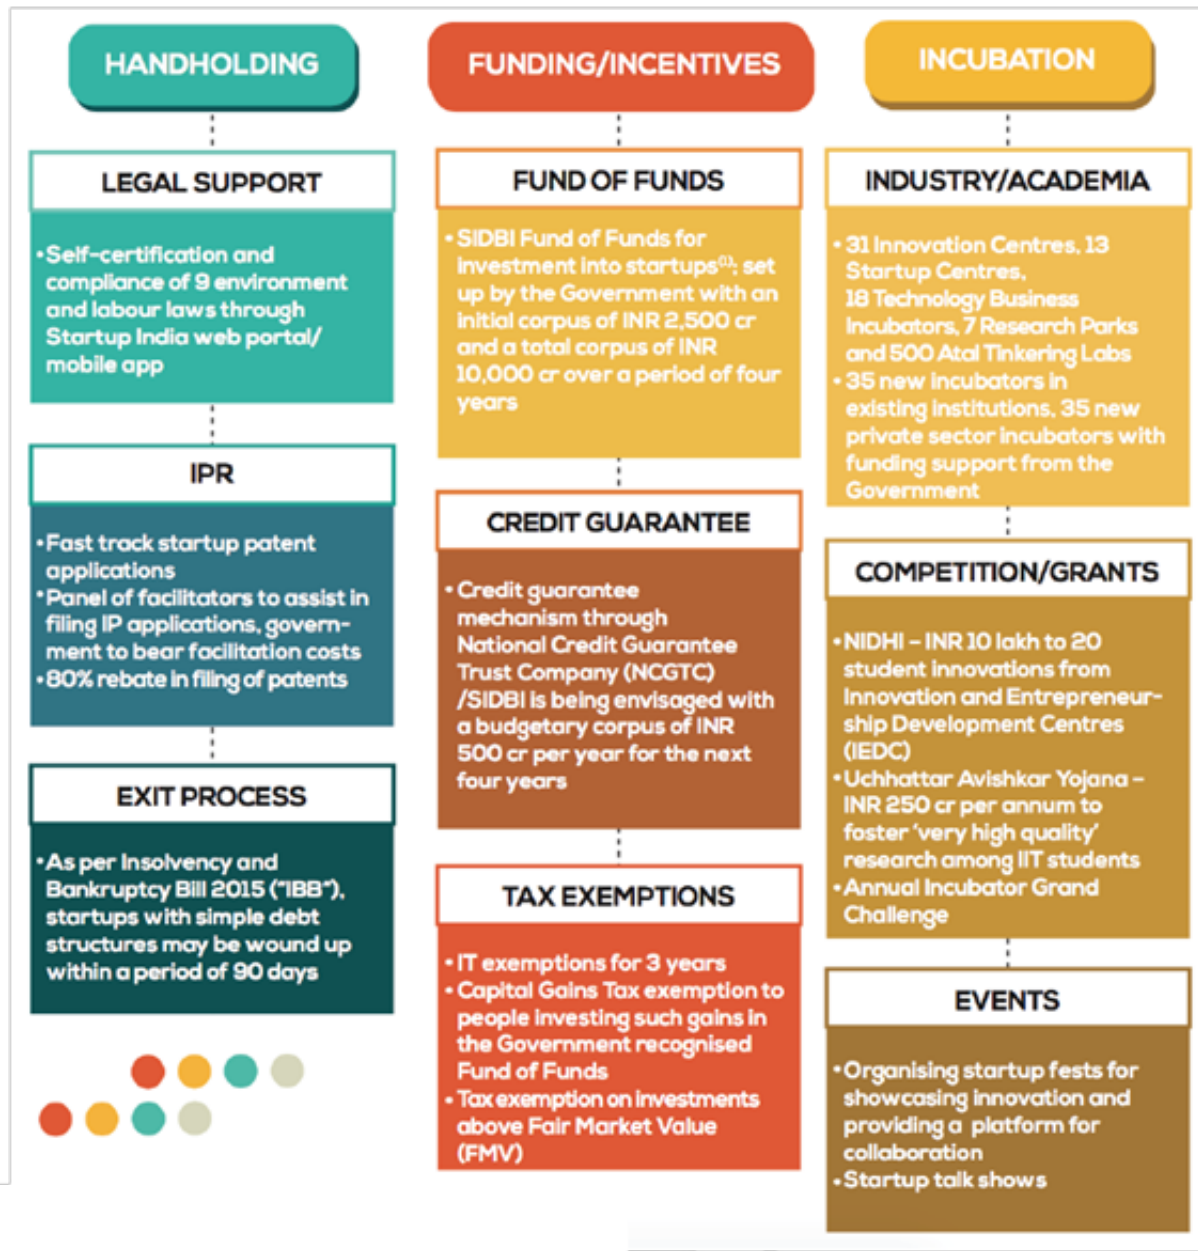 HANDHOLDING
LEGAL SUPPORT
•Self-certification and
compliance of 9 environment
and labour laws through
Startup India web portal/
mobile app
IPR
•Fast track startup patent
applications
•Panel of facilitators to assist in
filing IP applications, govern-
ment to bear facilitation costs
•80% rebate in filing of patents
EXIT PROCESS
•As per Insolvency and
Bankruptcy Bill 2015 ("IBB"),
startups with simple debt
structures may be wound up
within a period of 90 days
FUNDING/INCENTIVES
FUND OF FUNDS
•SIDBI Fund of Funds for
investment into startups(1); set
up by the Government with an
initial corpus of INR 2,500 cr
and a total corpus of INR
10,000 cr over a period of four
years
CREDIT GUARANTEE
•Credit guarantee
mechanism through
National Credit Guarantee
Trust Company (NCGTC)
/SIDBI is being envisaged with
a budgetary corpus of INR
500 cr per year for the next
four years
TAX EXEMPTIONS
•IT exemptions for 3 years
•Capital Gains Tax exemption to
people investing such gains in
the Government recognised
Fund of Funds
•Tax exemption on investments
above Fair Market Value
(FMV)
INCUBATION
INDUSTRY/ACADEMIA
•31 Innovation Centres, 13
Startup Centres,
18 Technology Business
Incubators, 7 Research Parks
and 500 Atal Tinkering Labs
•35 new incubators in
existing institutions, 35 new
private sector incubators with
funding support from the
Government
COMPETITION/GRANTS
•NIDHI – INR 10 lakh to 20
student innovations from
Innovation and Entrepreneur-
ship Development Centres
(IEDC)
•Uchhattar Avishkar Yojana –
INR 250 cr per annum to
foster 'very high quality'
research among IIT students
•Annual Incubator Grand
Challenge
EVENTS
•Organising startup fests for
showcasing innovation and
providing a platform for
collaboration
•Startup talk shows